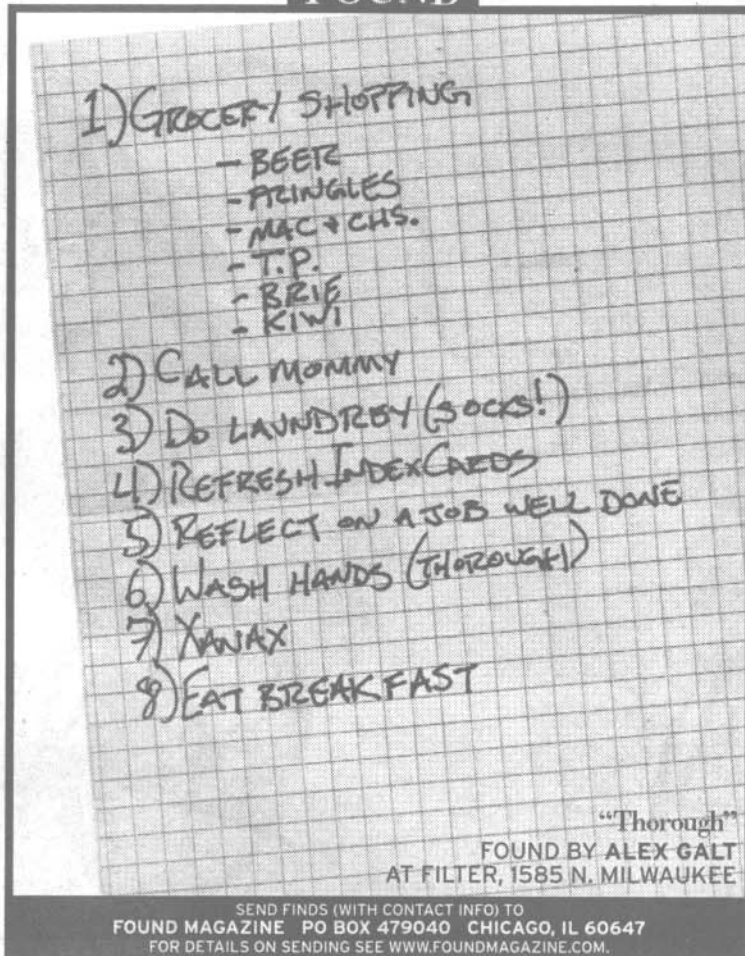 FOUND
1) GROCERY SHOPPING
- BEER
- PRINGLES
- MAC + CHS.
- T.P.
- BRIE
- KIWI
2) CALL MOMMY
3) DO LAUNDREY (SOCKS!)
4) REFRESH INDEX CARDS
5) REFLECT ON A JOB WELL DONE
6) WASH HANDS (THOROUGH)
7) XANAX
8) EAT BREAKFAST
“Thorough”
FOUND BY ALEX GALT
AT FILTER, 1585 N. MILWAUKEE
SEND FINDS (WITH CONTACT INFO) TO
FOUND MAGAZINE PO BOX 479040 CHICAGO, IL 60647
FOR DETAILS ON SENDING SEE WWW.FOUNDMAGAZINE.COM.